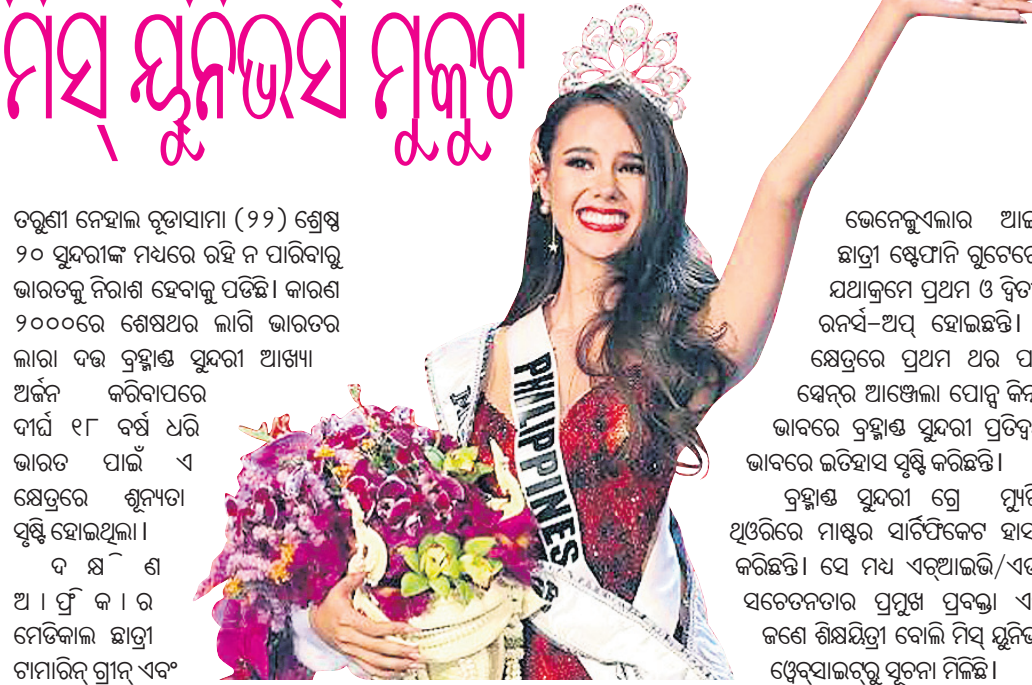 ମିସ୍ ୟୁନିଭର୍ସ ମୁକୁଟ
ତରୁଣୀ ନେହାଲ ଚୂଡାସାମା (୨୨) ଶ୍ରେଷ୍ଠ
୨୦ ସୁନ୍ଦରୀଙ୍କ ମଧ୍ୟରେ ରହି ନ ପାରିବାରୁ
ଭାରତକୁ ନିରାଶ ହେବାକୁ ପଡିଛି। କାରଣ
୨୦୦୦ରେ ଶେଷଥର ଲାଗି ଭାରତର
ଲାରା ଦତ୍ତ ବ୍ରହ୍ମାଣ୍ଡ ସୁନ୍ଦରୀ ଆଖ୍ୟା
ଅର୍ଜନ କରିବାପରେ
ଦୀର୍ଘ ୧୮ ବର୍ଷ ଧରି
ଭାରତ ପାଇଁ ଏ
କ୍ଷେତ୍ରରେ ଶୂନ୍ୟତା
ସୃଷ୍ଟି ହୋଇଥିଲା।
ଦକ୍ଷିଣ
ଆଫ୍ରିକାର
ମେଡିକାଲ ଛାତ୍ରୀ
ଟାମାରିନ୍ ଗ୍ରୀନ୍ ଏବଂ
PHILIPPINES
ଭେନେଜୁଏଲାର
ଛାତ୍ରୀ ଷ୍ଟେଫାନି
ଯଥାକ୍ରମେ ପ୍ରଥମ ଓ
ରନର୍ସ-ଅପ୍ ହୋଇଛନ୍ତି।
କ୍ଷେତ୍ରରେ ପ୍ରଥମ ଥର
ସ୍ପେନ୍‌ର ଆଞ୍ଜେଲା ପୋନ୍ସ
ଭାବରେ ବ୍ରହ୍ମାଣ୍ଡ ସୁନ୍ଦରୀ
ଭାବରେ ଇତିହାସ ସୃଷ୍ଟି କରିଛନ୍ତି।
ବ୍ରହ୍ମାଣ୍ଡ ସୁନ୍ଦରୀ ଗ୍ରେ
ଥିଓରିରେ ମାଷ୍ଟର ସାର୍ଟିଫିକେଟ
କରିଛନ୍ତି। ସେ ମଧ୍ୟ ଏଚ୍‌ଆଇଭି/
ସଚେତନତାର ପ୍ରମୁଖ ପ୍ରବକ୍ତା
ଜଣେ ଶିକ୍ଷୟିତ୍ରୀ ବୋଲି ମିସ୍
ୱେବ୍‌ସାଇଟ୍‌ରୁ ସୂଚନା ମିଳିଛି।